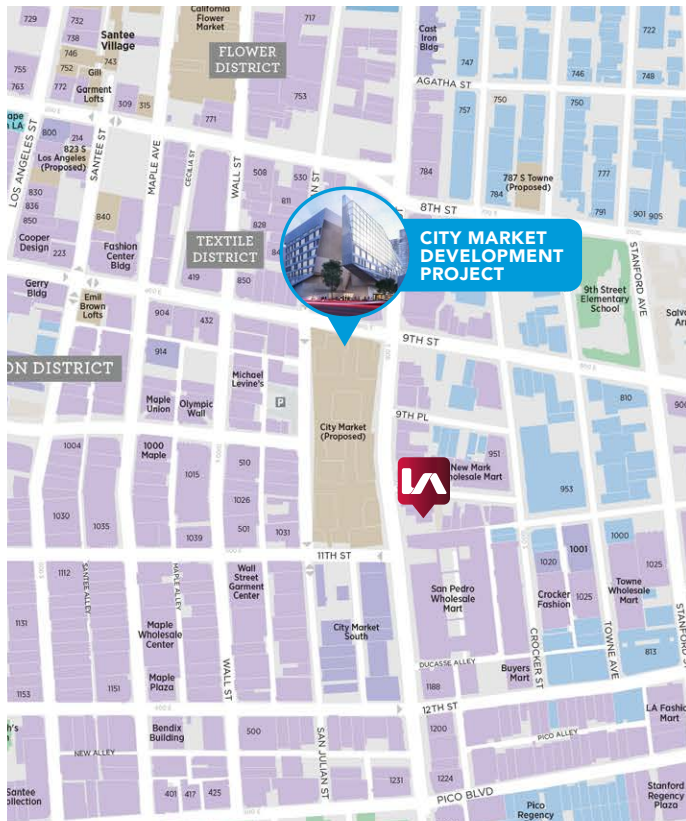 729
732
738
746
752
755
763
772
Santee
Village
743
Gill
Garment
Lofts
309
315
California
Flower
Market
717
FLOWER
DISTRICT
753
771
Cast
Iron
Bldg
747
AGATHA ST
757
722
746
748
750
750
784
784
787 S Towne
(Proposed)
777
791
901
905
8TH ST
LOS ANGELES ST
SANTEE ST
MAPLE AVE
CECILIA ST
WALL ST
800
214
823 S
Los Angeles
(Proposed)
830
836
850
840
Cooper
Design
223
Fashion
Center
Bldg
508
530
811
828
TEXTILE
DISTRICT
419
850
CITY MARKET
DEVELOPMENT
PROJECT
9th Street
Elementary
School
STANFORD AVE
Gerry
Bldg
Emil
Brown
Lofts
904
432
914
ON DISTRICT
Maple
Union
Olympic
Wall
Michael
Levine's
P
City Market
(Proposed)
9TH ST
9TH PL
810
951
New Mark
Wholesale Mart
LA
953
1004
1000
Maple
1015
510
1026
501
1031
1030
1035
1039
11TH ST
1112
SANTEE ALLEY
MAPLE ALLEY
Wall
Street
Garment
Center
1131
Maple
Wholesale
Center
Maple
Plaza
1153
1151
WALL ST
City Market
South
San Pedro
Wholesale
Mart
1020
1001
1000
1025
Crocker
Fashion
1025
Towne
Wholesale
Mart
CROCKER ST
TOWNE AVE
STANFORD ST
813
DUCASSE ALLEY
Buyers
Mart
1188
12TH ST
LA Fashion
Mart
Bendix
Building
500
SAN JULIAN ST
1200
PICO ALLEY
NEW ALLEY
401
417
425
1231
1224
PICO BLVD
Santee
Pico
Regency
Stanford
Regency
Plaza